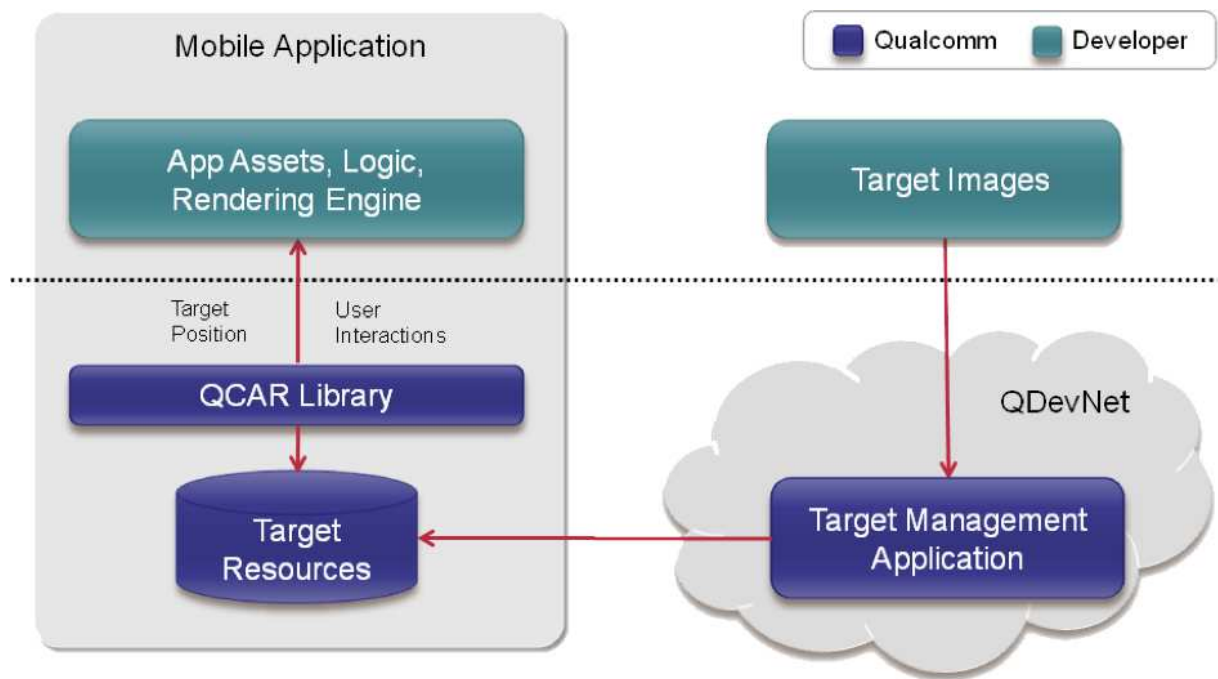 Mobile Application
Qualcomm
Developer
App Assets, Logic,
Rendering Engine
Target Images
Target
Position
User
Interactions
QCAR Library
QDevNet
Target
Resources
Target Management
Application